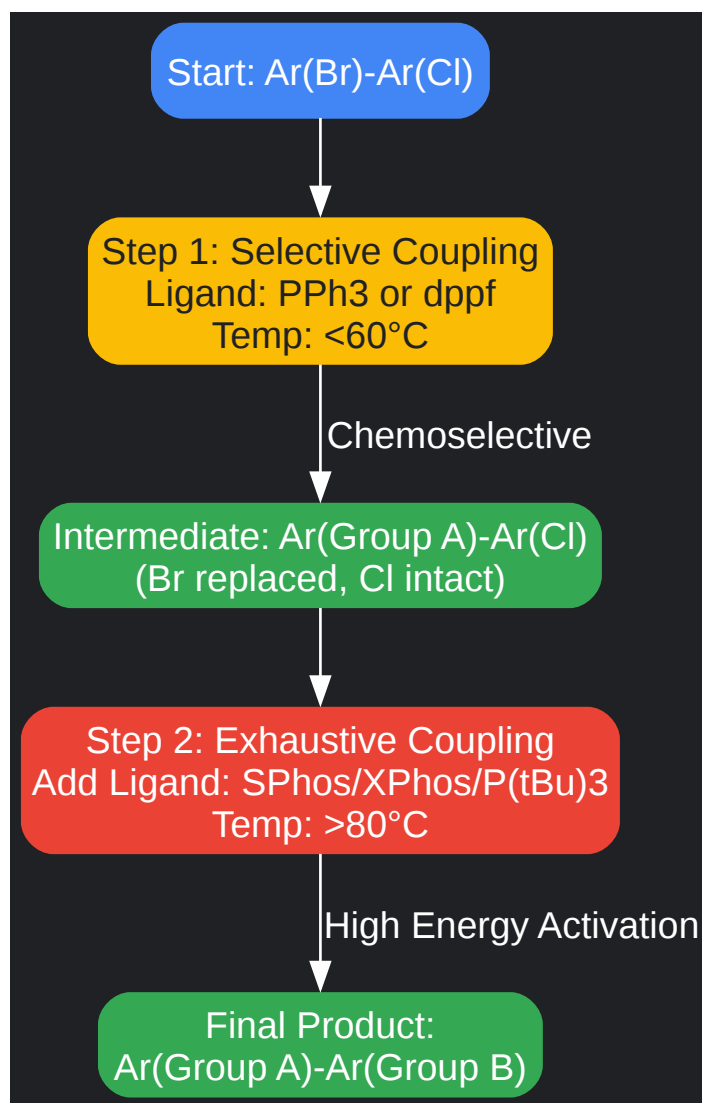 Start: Ar(Br)-Ar(Cl)
Step 1: Selective Coupling
Ligand: PPh3 or dppf
Temp: <60°C
Chemoselective
Intermediate: Ar(Group A)-Ar(Cl)
(Br replaced, Cl intact)
Step 2: Exhaustive Coupling
Add Ligand: SPhos/XPhos/P(tBu)3
Temp: >80°C
High Energy Activation
Final Product:
Ar(Group A)-Ar(Group B)